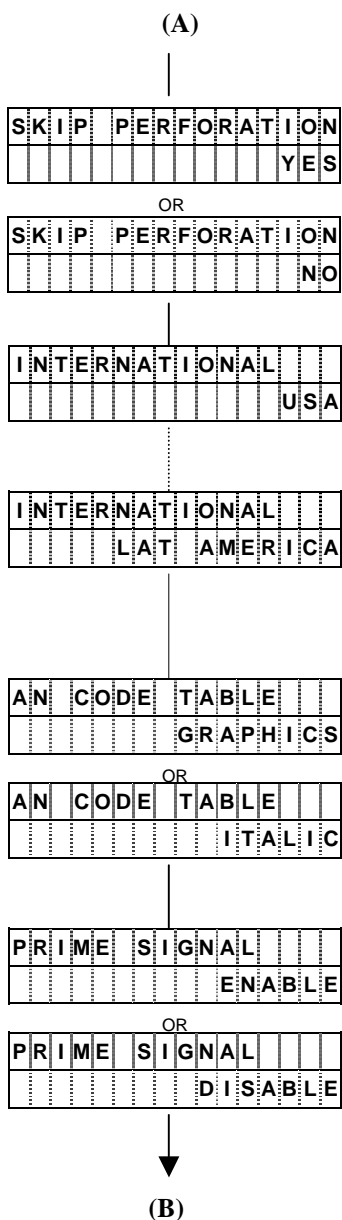 (A)
SKIP PERFORATION
YES
OR
SKIP PERFORATION
NO
INTERNATIONAL
USA
INTERNATIONAL
LAT AMERICA
AN CODE TABLE
GRAPHICS
OR
AN CODE TABLE
ITALIC
PRIME SIGNAL
ENABLE
OR
PRIME SIGNAL
DISABLE
(B)